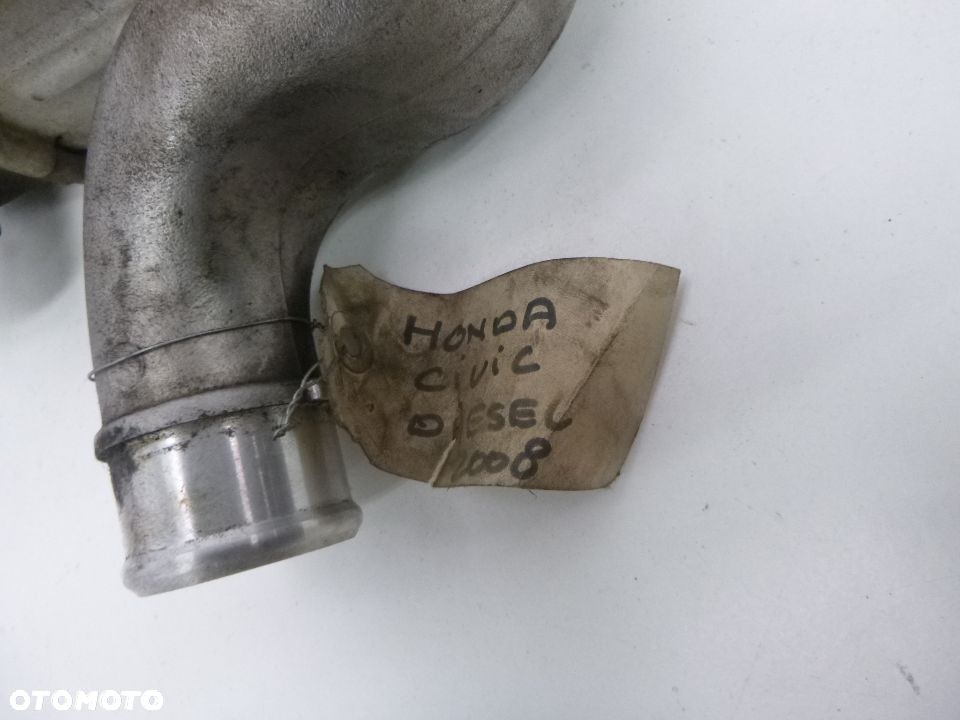 HONDA
CiViC
DIESEL
2008
OTOMOTO